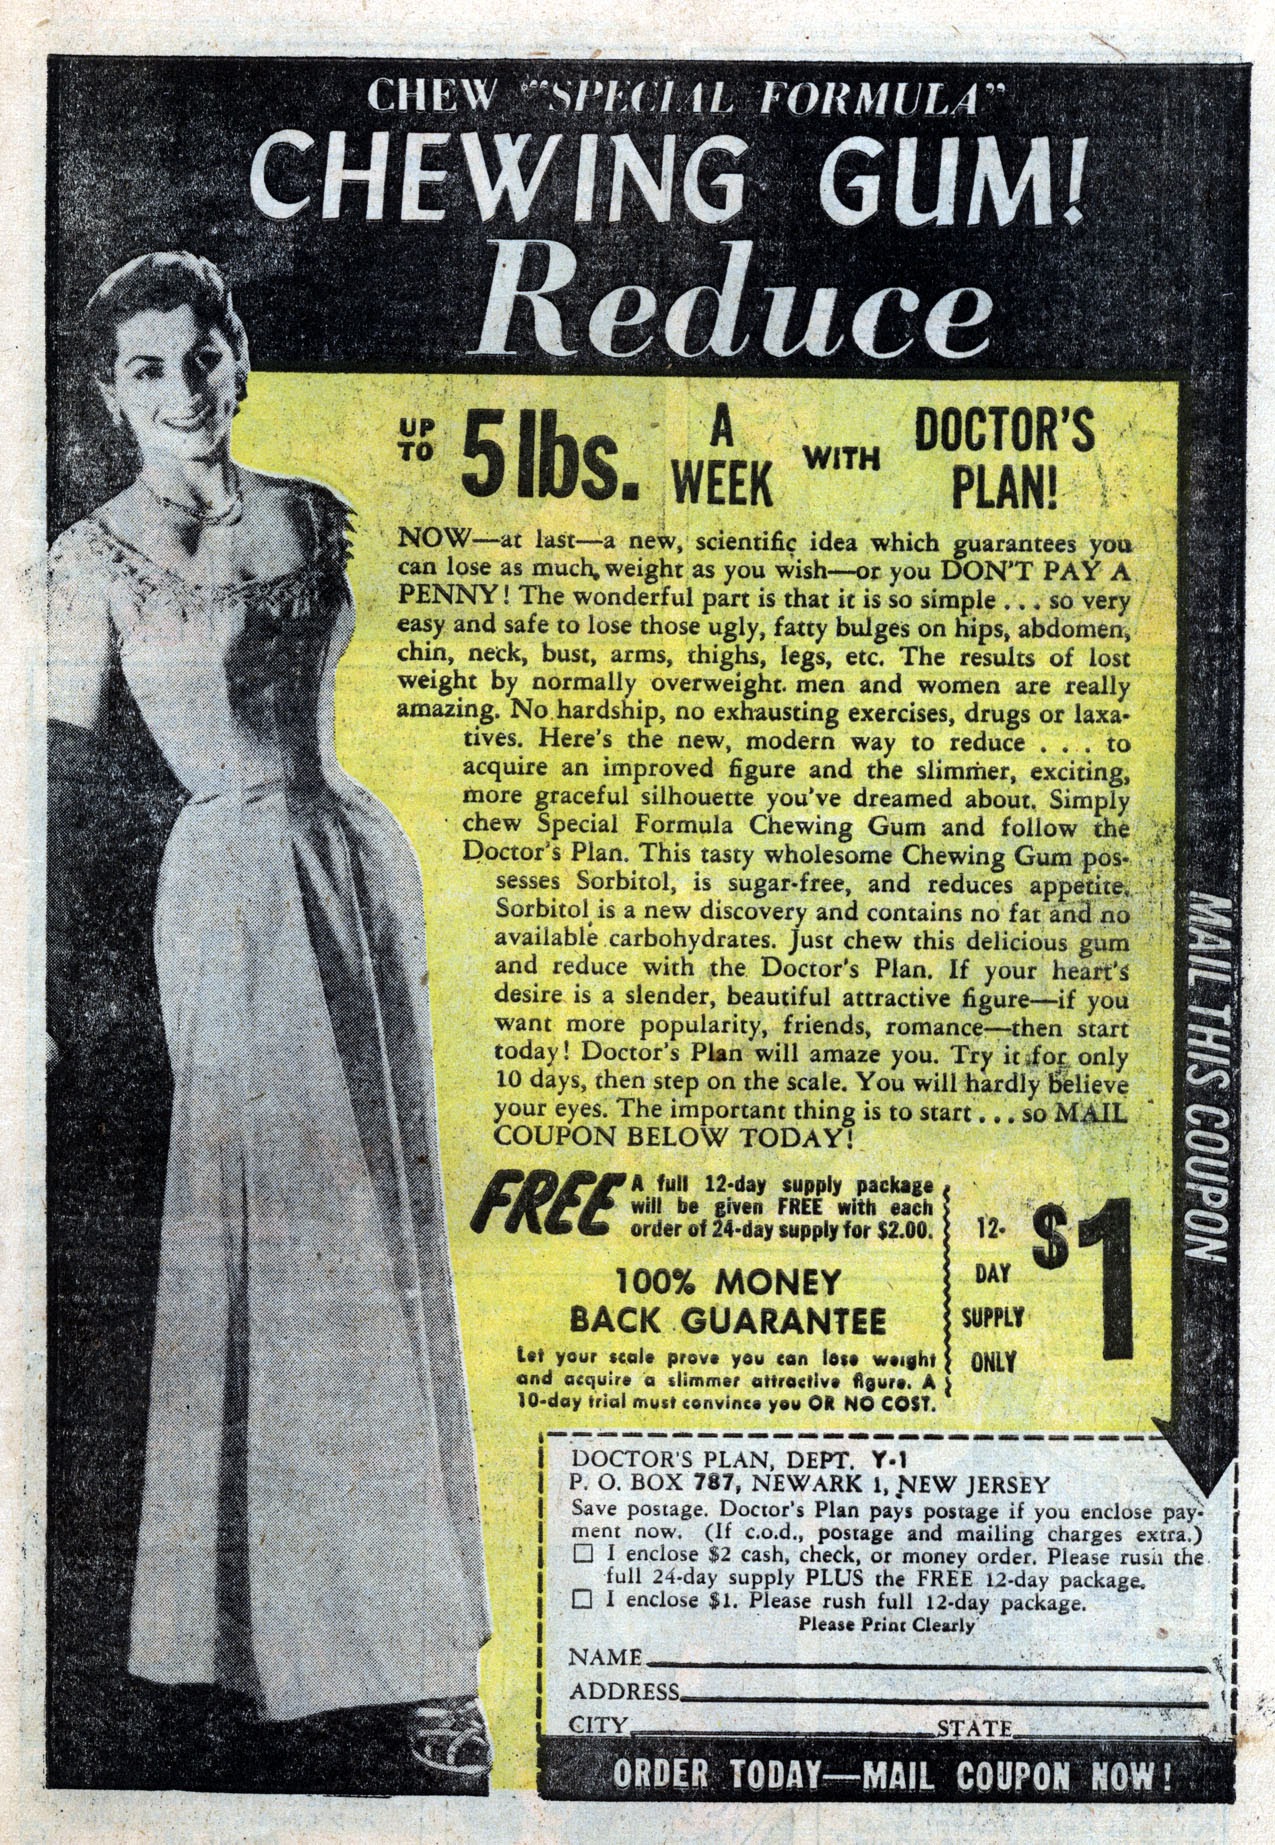 CHEW "SPECIAL FORMULA"
CHEWING GUM!
Reduce
UP TO 5 lbs. A WEEK WITH DOCTOR'S PLAN!
NOW—at last—a new, scientific idea which guarantees you
can lose as much weight as you wish—or you DON'T PAY A
PENNY! The wonderful part is that it is so simple . . . so very
easy and safe to lose those ugly, fatty bulges on hips, abdomen,
chin, neck, bust, arms, thighs, legs, etc. The results of lost
weight by normally overweight. men and women are really
amazing. No hardship, no exhausting exercises, drugs or laxa-
tives. Here's the new, modern way to reduce . . . to
acquire an improved figure and the slimmer, exciting,
more graceful silhouette you've dreamed about. Simply
chew Special Formula Chewing Gum and follow the
Doctor's Plan. This tasty wholesome Chewing Gum pos-
sesses Sorbitol, is sugar-free, and reduces appetite.
Sorbitol is a new discovery and contains no fat and no
available carbohydrates. Just chew this delicious gum
and reduce with the Doctor's Plan. If your heart's
desire is a slender, beautiful attractive figure—if you
want more popularity, friends, romance—then start
today! Doctor's Plan will amaze you. Try it for only
10 days, then step on the scale. You will hardly believe
your eyes. The important thing is to start . . . so MAIL
COUPON BELOW TODAY!
FREE A full 12-day supply package
will be given FREE with each
order of 24-day supply for $2.00.
100% MONEY
BACK GUARANTEE
Let your scale prove you can lose weight
and acquire a slimmer attractive figure. A
10-day trial must convince you OR NO COST.
12-
DAY
SUPPLY
ONLY
$1
MAIL THIS COUPON
DOCTOR'S PLAN, DEPT. Y-1
P. O. BOX 787, NEWARK 1, NEW JERSEY
Save postage. Doctor's Plan pays postage if you enclose pay-
ment now. (If c.o.d., postage and mailing charges extra.)
☐ I enclose $2 cash, check, or money order. Please rush the
full 24-day supply PLUS the FREE 12-day package.
☐ I enclose $1. Please rush full 12-day package.
Please Print Clearly
NAME
ADDRESS
CITY STATE
ORDER TODAY—MAIL COUPON NOW!